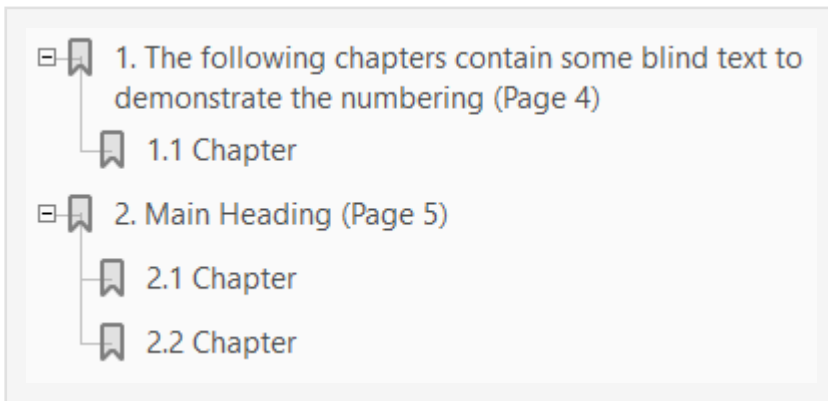 1. The following chapters contain some blind text to
demonstrate the numbering (Page 4)
1.1 Chapter
2. Main Heading (Page 5)
2.1 Chapter
2.2 Chapter